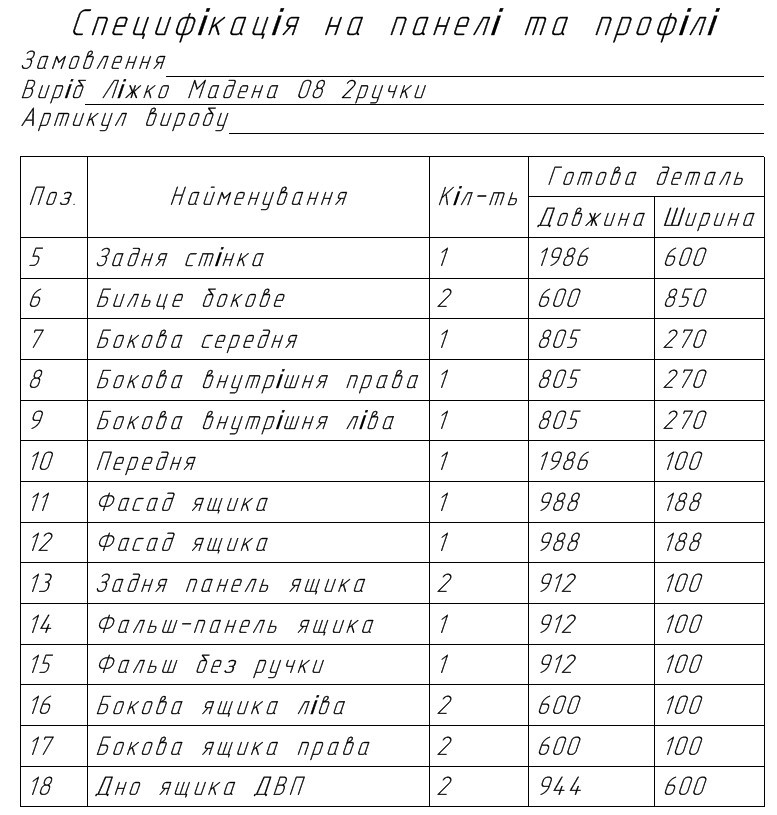 Специфікація на панелі та профілі
Замовлення
Виріб Ліжко Мадена 08 2ручки
Артикул виробу
Поз. Найменування Кіл-ть Готова деталь
Довжина Ширина
5 Задня стінка 1 1986 600
6 Бильце бокове 2 600 850
7 Бокова середня 1 805 270
8 Бокова внутрішня права 1 805 270
9 Бокова внутрішня ліва 1 805 270
10 Передня 1 1986 100
11 Фасад ящика 1 988 188
12 Фасад ящика 1 988 188
13 Задня панель ящика 2 912 100
14 Фальш-панель ящика 1 912 100
15 Фальш без ручки 1 912 100
16 Бокова ящика ліва 2 600 100
17 Бокова ящика права 2 600 100
18 Дно ящика ДВП 2 944 600